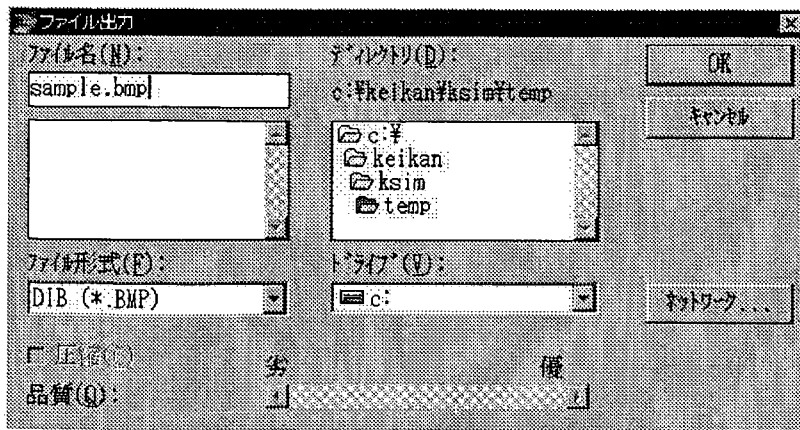 ファイル出力
ファイル名(N):
sample.bmp
ディレクトリ(D):
c:¥keikan¥ksim¥temp
OK
キャンセル
c:¥
keikan
ksim
temp
ファイル形式(F):
DIB (*.BMP)
ドライブ(V):
c:
ネットワーク...
圧縮(C)
品質(Q):
劣
優